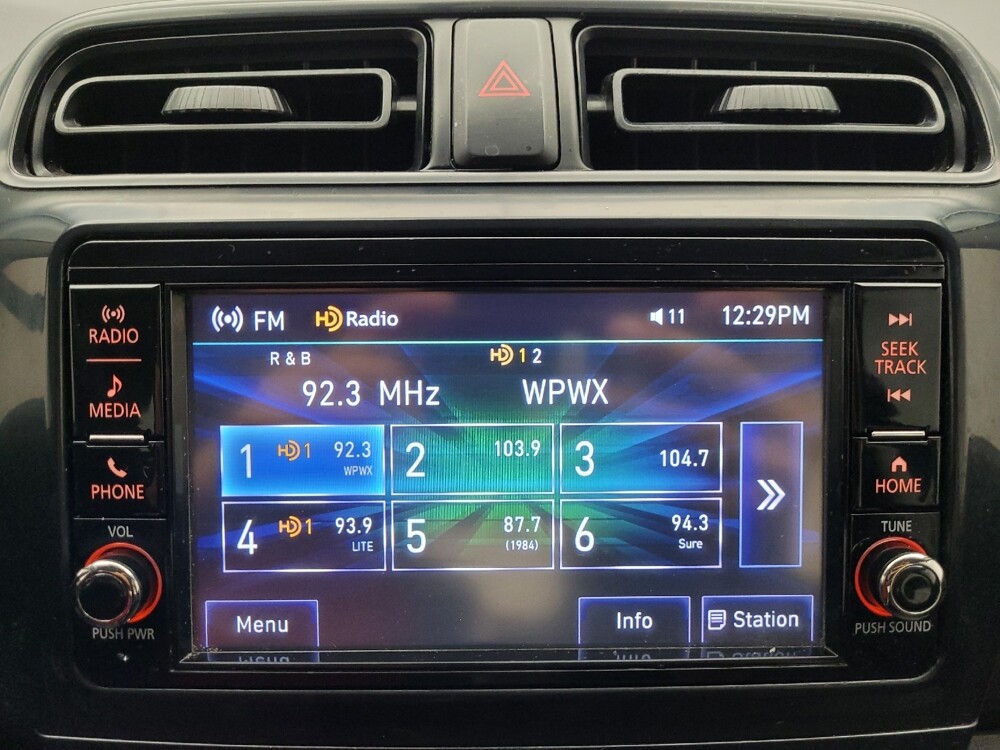 RADIO
MEDIA
PHONE
VOL
PUSH PWR
FM HD Radio 11 12:29PM
R & B HD 1 2
92.3 MHz WPWX
1 HD 1 92.3 WPWX
2 103.9
3 104.7
4 HD 1 93.9 LITE
5 87.7 (1984)
6 94.3 Sure
Menu Info Station
SEEK
TRACK
HOME
TUNE
PUSH SOUND